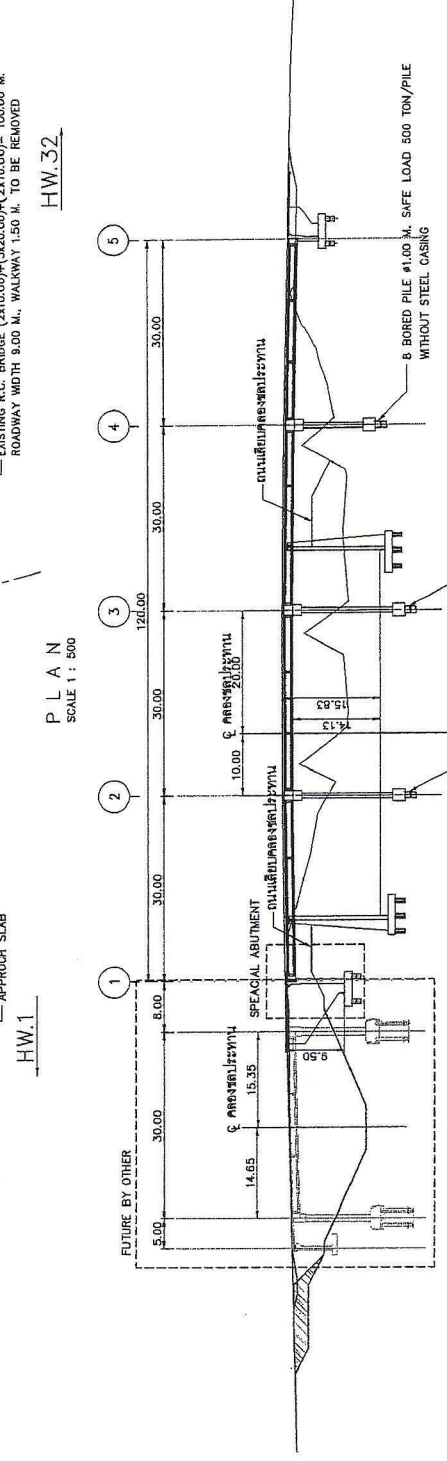 EXISTING R.C. BRIDGE (2x10.00)+(3x20.00)+(2x10.00)= 100.00 M.
ROADWAY WIDTH 9.00 M., WALKWAY 1.50 M. TO BE REMOVED
APPROUCH SLAB
HW.1
HW.32
P L A N
SCALE 1 : 500
1
2
3
4
5
120.00
5.00
30.00
8.00
30.00
30.00
30.00
30.00
FUTURE BY OTHER
SPEACIAL ABUTMENT
14.65
15.35
℄ คลองชลประทาน
9.50
ถนนเลียบคลองชลประทาน
10.00
20.00
℄ คลองชลประทาน
14.13
15.83
ถนนเลียบคลองชลประทาน
8 BORED PILE ø1.00 M. SAFE LOAD 500 TON/PILE
WITHOUT STEEL CASING